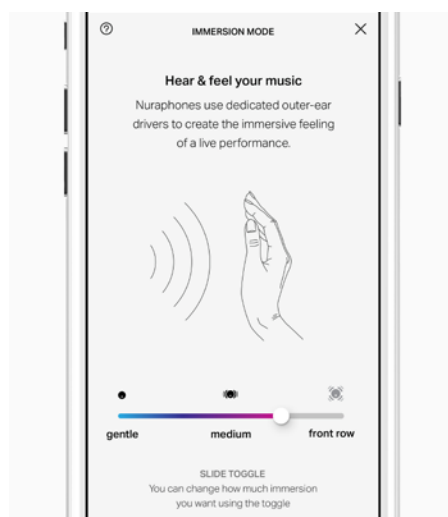 IMMERSION MODE
Hear & feel your music
Nuraphones use dedicated outer-ear
drivers to create the immersive feeling
of a live performance.
gentle medium front row
SLIDE TOGGLE
You can change how much immersion
you want using the toggle